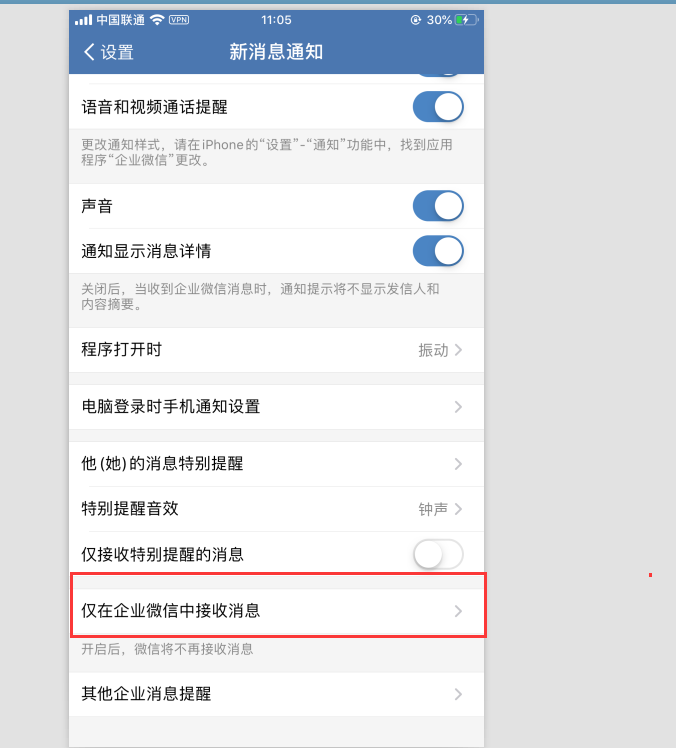 中国联通 VPN 11:05 30%
设置 新消息通知
语音和视频通话提醒
更改通知样式，请在iPhone的“设置”-“通知”功能中，找到应用
程序“企业微信”更改。
声音
通知显示消息详情
关闭后，当收到企业微信消息时，通知提示将不显示发信人和
内容摘要。
程序打开时 振动
电脑登录时手机通知设置
他(她)的消息特别提醒
特别提醒音效 钟声
仅接收特别提醒的消息
仅在企业微信中接收消息
开启后，微信将不再接收消息
其他企业消息提醒